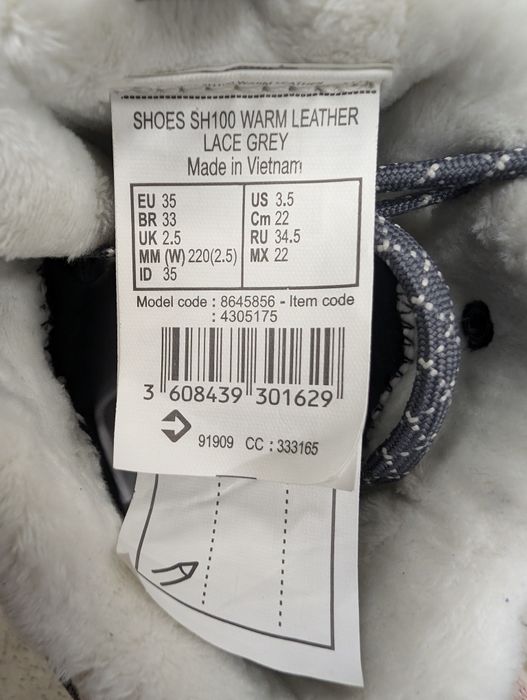 SHOES SH100 WARM LEATHER
LACE GREY
Made in Vietnam
EU 35
BR 33
UK 2.5
MM (W) 220(2.5)
ID 35
US 3.5
Cm 22
RU 34.5
MX 22
Model code : 8645856 - Item code
: 4305175
3 608439 301629
91909 CC : 333165